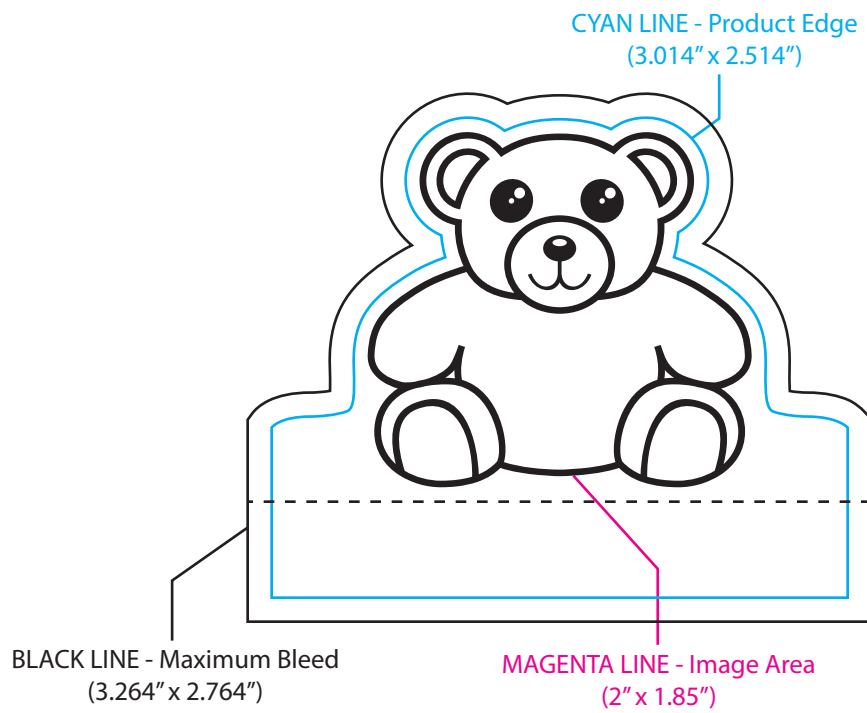 CYAN LINE - Product Edge
(3.014” x 2.514”)
BLACK LINE - Maximum Bleed
(3.264” x 2.764”)
MAGENTA LINE - Image Area
(2” x 1.85”)